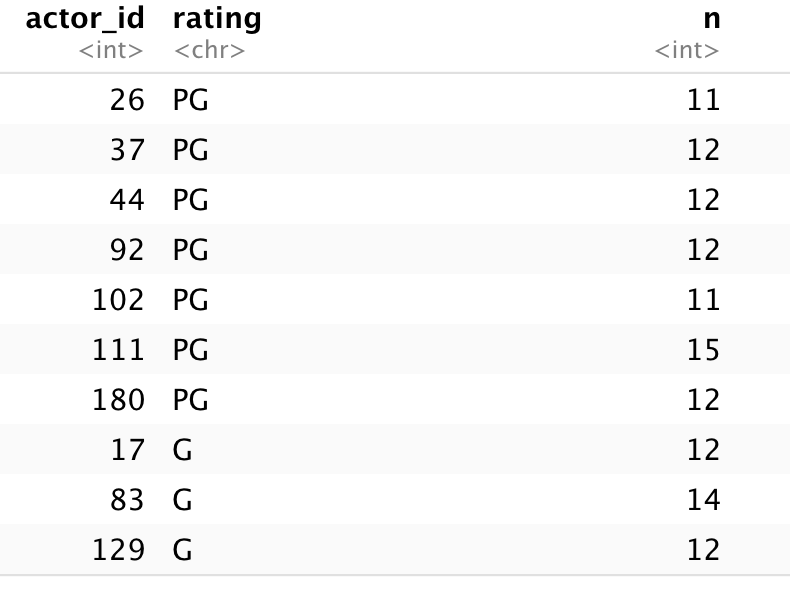 actor_id rating n
<int> <chr> <int>
26 PG 11
37 PG 12
44 PG 12
92 PG 12
102 PG 11
111 PG 15
180 PG 12
17 G 12
83 G 14
129 G 12